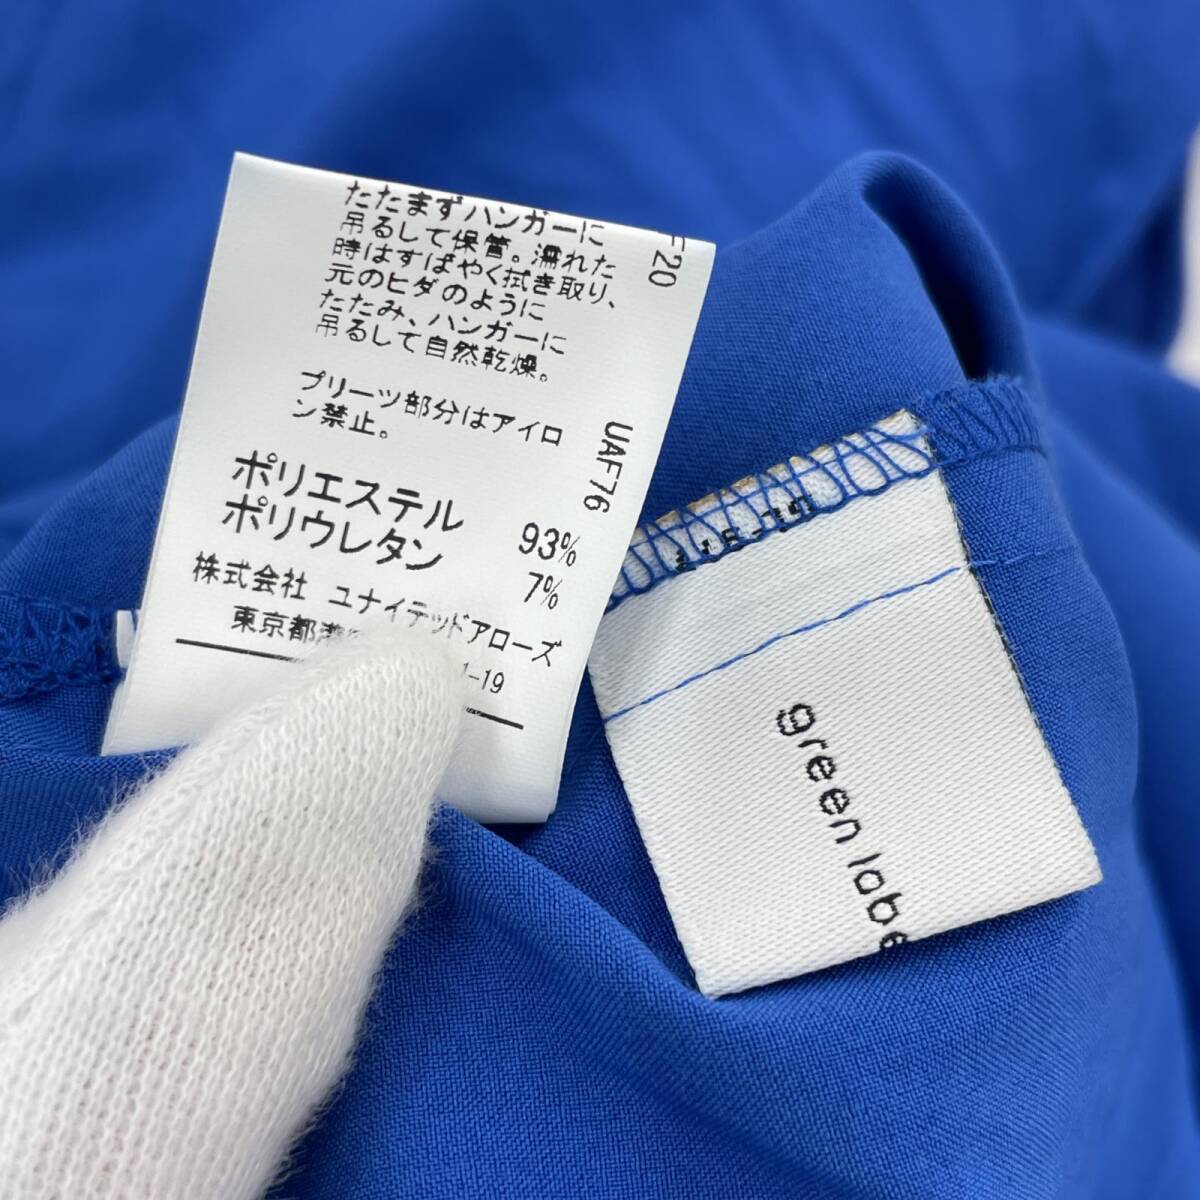 たたまずハンガーに
吊るして保管。濡れた
時はすばやく拭き取り、
元のヒダのように
たたみ、ハンガーに
吊るして自然乾燥。
プリーツ部分はアイロ
ン禁止。
ポリエステル 93%
ポリウレタン 7%
株式会社 ユナイテッドアローズ
東京都港
-19
20
UAF76
green labe